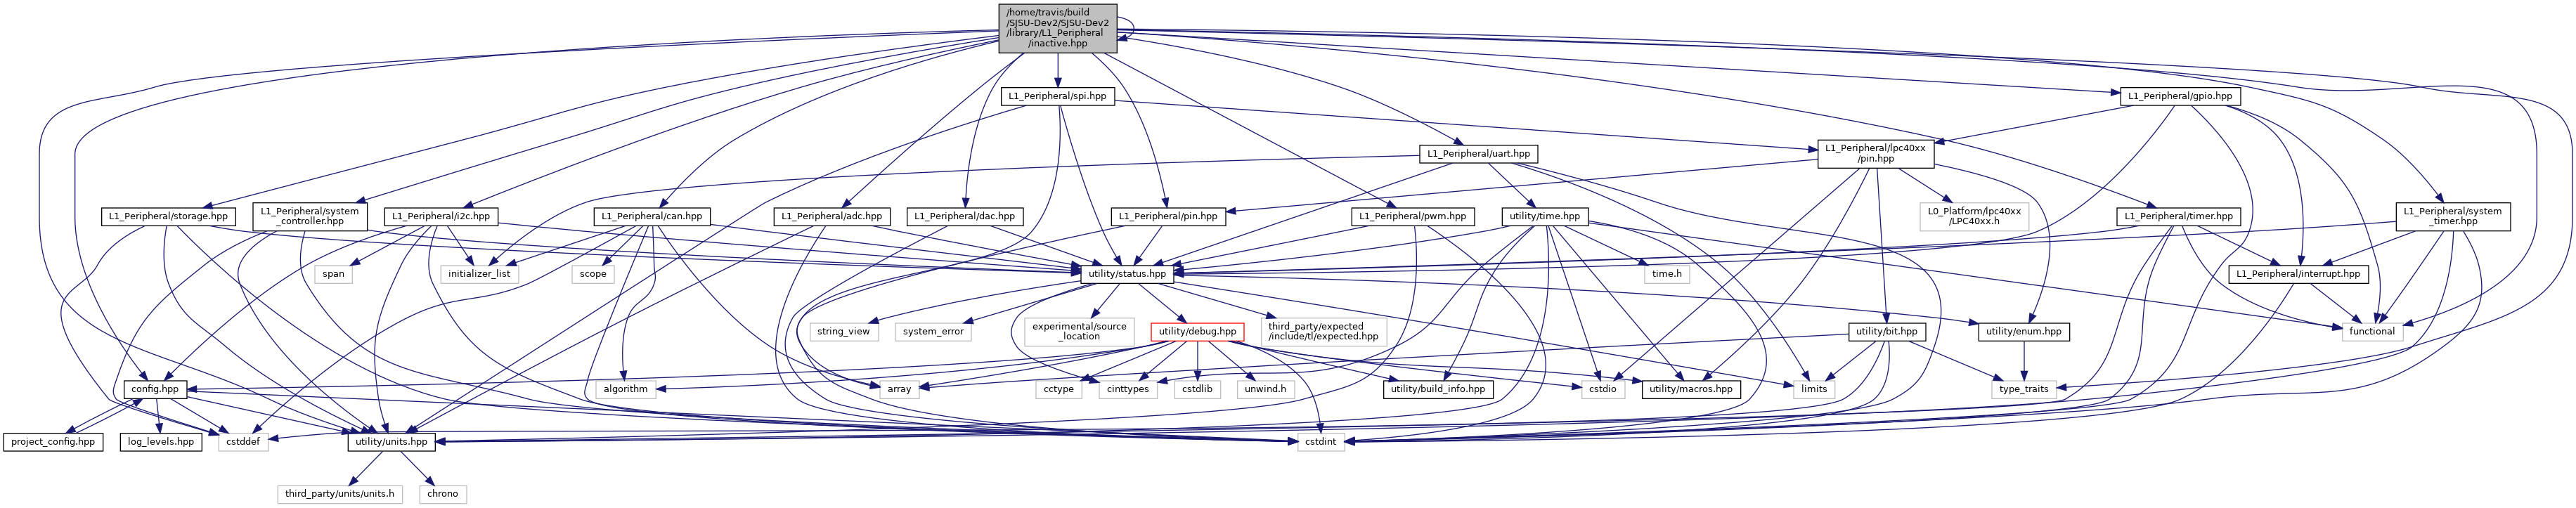 /home/travis/build
/SJSU-Dev2/SJSU-Dev2
/library/L1_Peripheral
/inactive.hpp
L1_Peripheral/spi.hpp
L1_Peripheral/gpio.hpp
L1_Peripheral/uart.hpp
L1_Peripheral/lpc40xx
/pin.hpp
L1_Peripheral/storage.hpp
L1_Peripheral/system
_controller.hpp
L1_Peripheral/i2c.hpp
L1_Peripheral/can.hpp
L1_Peripheral/adc.hpp
L1_Peripheral/dac.hpp
L1_Peripheral/pin.hpp
L1_Peripheral/pwm.hpp
utility/time.hpp
L0_Platform/lpc40xx
/LPC40xx.h
L1_Peripheral/timer.hpp
L1_Peripheral/system
_timer.hpp
span
initializer_list
scope
utility/status.hpp
time.h
L1_Peripheral/interrupt.hpp
string_view
system_error
experimental/source
_location
utility/debug.hpp
third_party/expected
/include/tl/expected.hpp
utility/bit.hpp
utility/enum.hpp
functional
config.hpp
algorithm
array
cctype
cinttypes
cstdlib
unwind.h
utility/build_info.hpp
cstdio
utility/macros.hpp
limits
type_traits
project_config.hpp
log_levels.hpp
cstddef
utility/units.hpp
cstdint
third_party/units/units.h
chrono